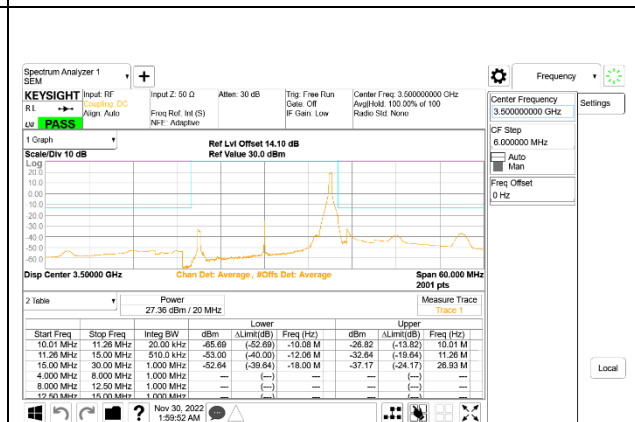 Spectrum Analyzer 1
SEM
Frequency
KEYSIGHT Input: RF Input Z: 50 Ω Atten: 30 dB Trig: Free Run Center Freq: 3.500000000 GHz
RL Coupling: DC Gate: Off Avg|Hold: 100.00% of 100
Align: Auto Freq Ref: Int (S) IF Gain: Low Radio Std: None
PASS NFE: Adaptive
Center Frequency
3.500000000 GHz
Settings
CF Step
6.000000 MHz
Auto
Man
Freq Offset
0 Hz
1 Graph
Ref Lvl Offset 14.10 dB
Scale/Div 10 dB Ref Value 30.0 dBm
Log
20.0
10.0
0.00
-10.0
-20.0
-30.0
-40.0
-50.0
-60.0
Disp Center 3.50000 GHz Chan Det: Average , #Offs Det: Average Span 60.000 MHz
2001 pts
2 Table Power Measure Trace
27.36 dBm / 20 MHz Trace 1
Lower Upper
Start Freq Stop Freq Integ BW dBm ΔLimit(dB) Freq (Hz) dBm ΔLimit(dB) Freq (Hz)
10.01 MHz 11.26 MHz 20.00 kHz -65.69 (-52.69) -10.08 M -26.82 (-13.82) 10.01 M
11.26 MHz 15.00 MHz 510.0 kHz -53.00 (-40.00) -12.06 M -32.64 (-19.64) 11.26 M
15.00 MHz 30.00 MHz 1.000 MHz -52.64 (-39.64) -18.00 M -37.17 (-24.17) 26.93 M
4.000 MHz 8.000 MHz 1.000 MHz --- (---) --- --- (---) ---
8.000 MHz 12.50 MHz 1.000 MHz --- (---) --- --- (---) ---
12.50 MHz 15.00 MHz 1.000 MHz --- (---) --- --- (---) ---
Local
Nov 30, 2022
1:59:52 AM